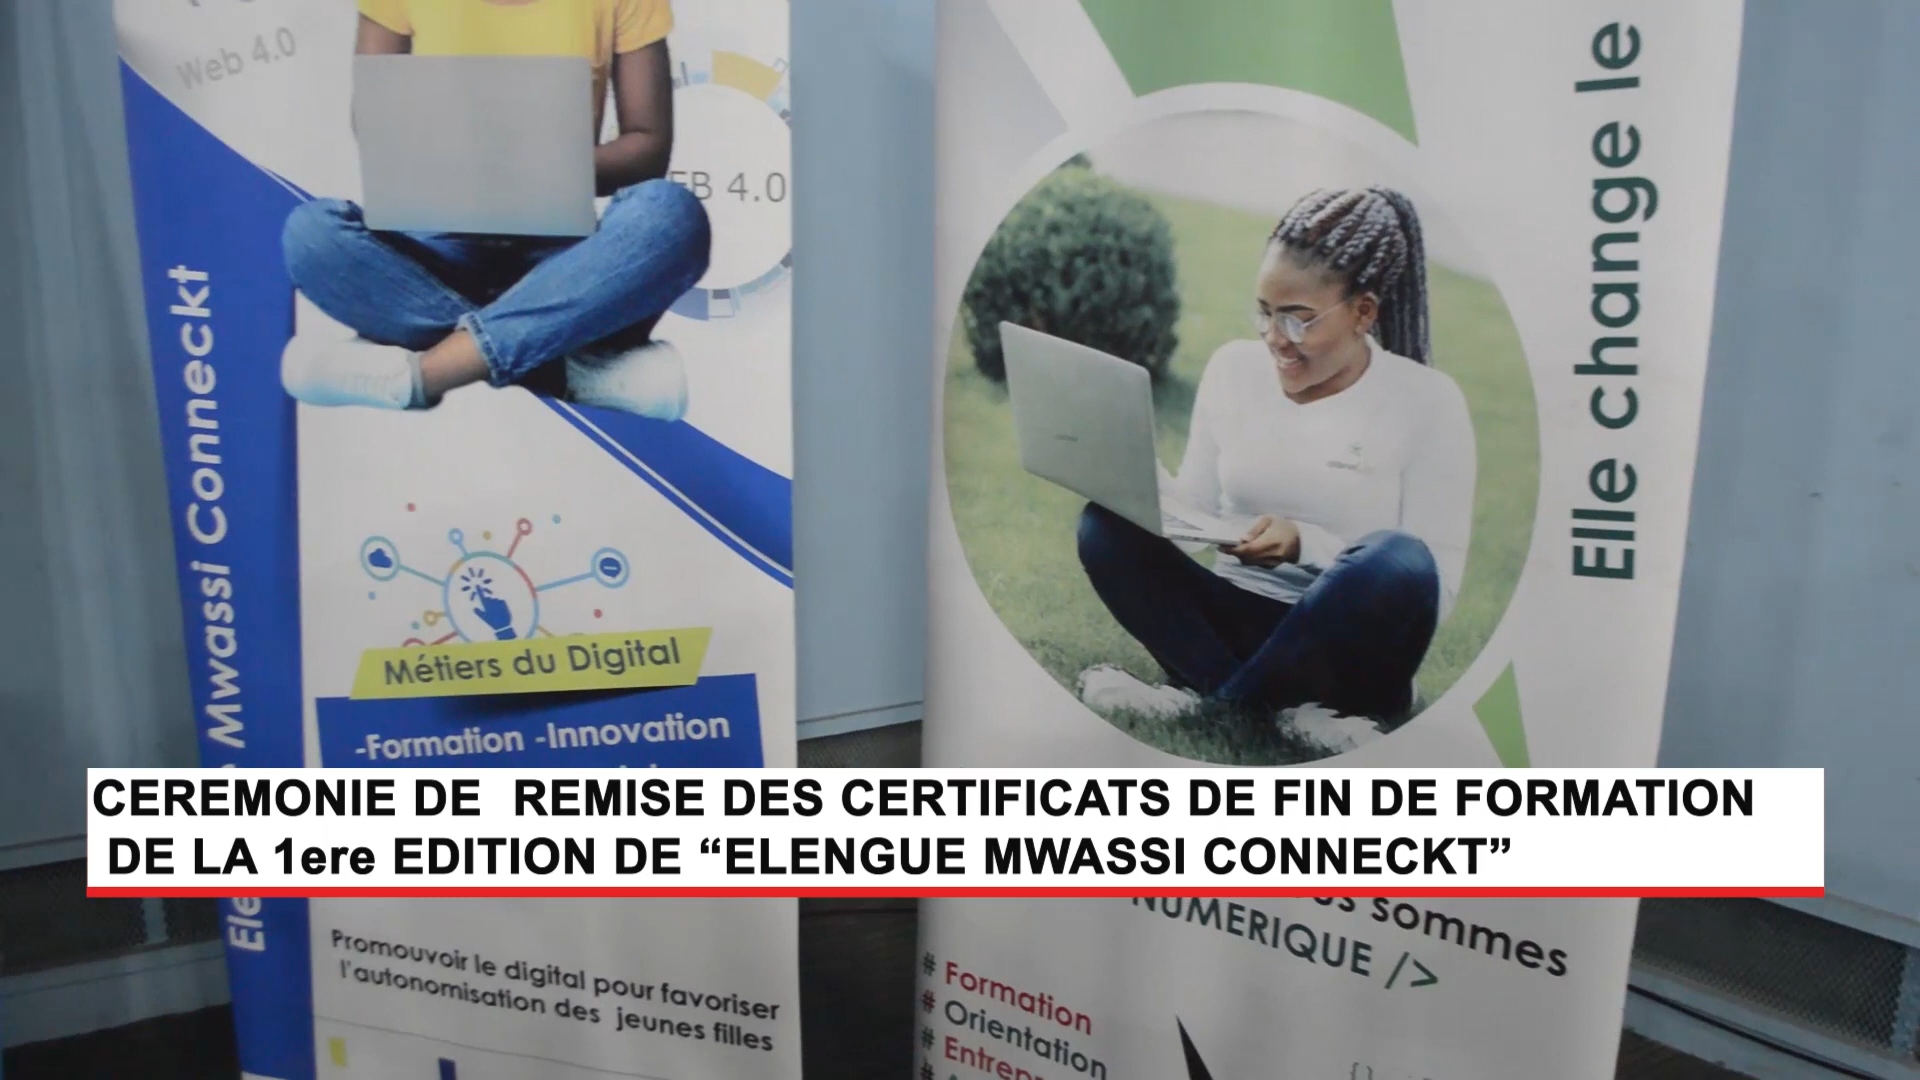 Web 4.0
4.0
Mwassi Conneckt
Métiers du Digital
-Formation -Innovation
Elle change le
CEREMONIE DE REMISE DES CERTIFICATS DE FIN DE FORMATION
DE LA 1ere EDITION DE “ELENGUE MWASSI CONNECKT”
Promouvoir le digital pour favoriser
l'autonomisation des jeunes filles
sommes
NUMERIQUE />
# Formation
# Orientation
#